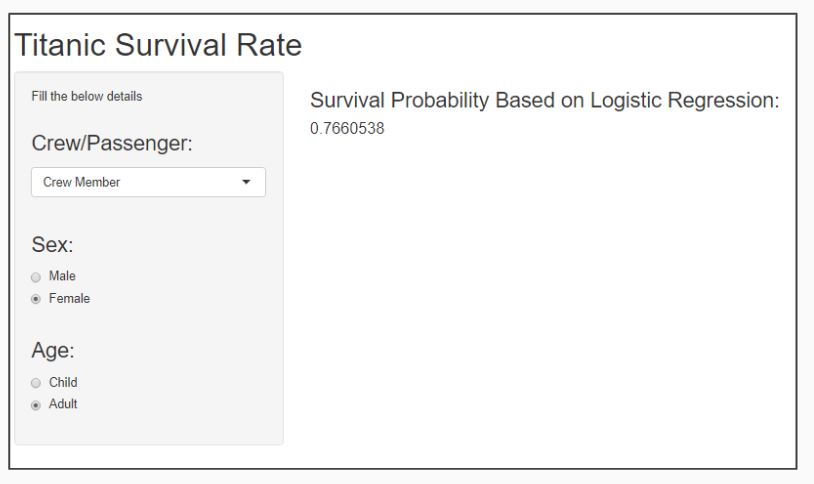 Titanic Survival Rate
Fill the below details
Crew/Passenger:
Crew Member
Sex:
Male
Female
Age:
Child
Adult
Survival Probability Based on Logistic Regression:
0.7660538